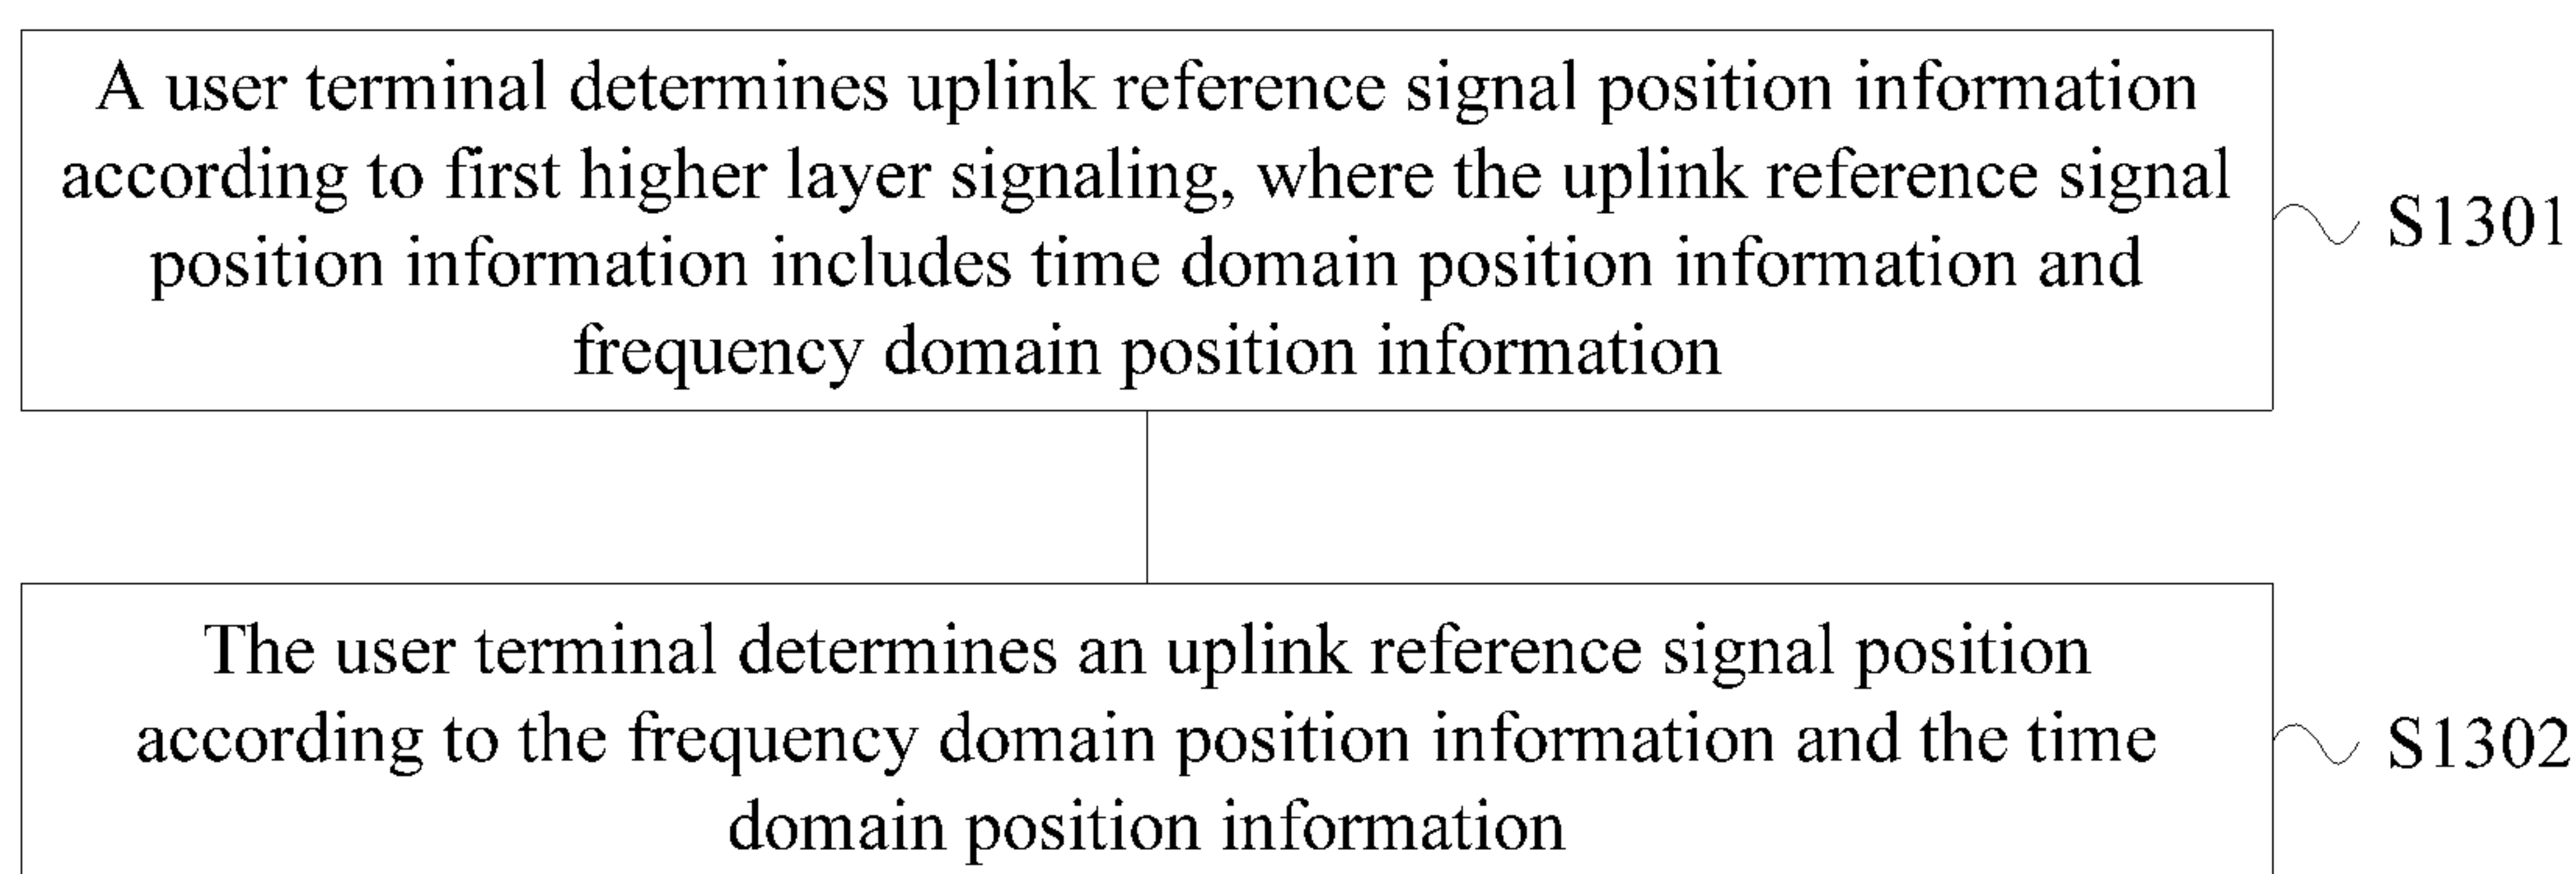 A user terminal determines uplink reference signal position information
according to first higher layer signaling, where the uplink reference signal
position information includes time domain position information and
frequency domain position information
S1301
The user terminal determines an uplink reference signal position
according to the frequency domain position information and the time
domain position information
S1302